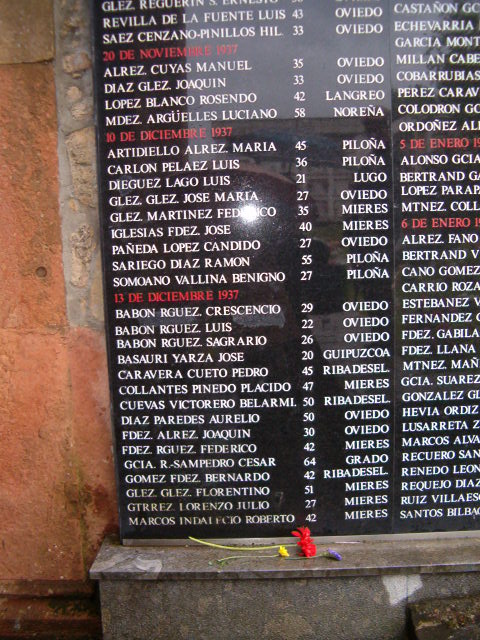 GLEZ. REGUERIN S. ERNESTO
REVILLA DE LA FUENTE LUIS 43 OVIEDO
SAEZ CENZANO-PINILLOS HIL. 33 OVIEDO
20 DE NOVIEMBRE 1937
ALREZ. CUYAS MANUEL 35 OVIEDO
DIAZ GLEZ. JOAQUIN 33 OVIEDO
LOPEZ BLANCO ROSENDO 42 LANGREO
MDEZ. ARGÜELLES LUCIANO 58 NOREÑA
10 DE DICIEMBRE 1937
ARTIDIELLO ALREZ. MARIA 45 PILOÑA
CARLON PELAEZ LUIS 36 PILOÑA
DIEGUEZ LAGO LUIS 21 LUGO
GLEZ. GLEZ. JOSE MARIA 27 OVIEDO
GLEZ. MARTINEZ FEDERICO 35 MIERES
IGLESIAS FDEZ. JOSE 40 MIERES
PAÑEDA LOPEZ CANDIDO 27 OVIEDO
SARIEGO DIAZ RAMON 55 PILOÑA
SOMOANO VALLINA BENIGNO 27 PILOÑA
13 DE DICIEMBRE 1937
BABON RGUEZ. CRESCENCIO 29 OVIEDO
BABON RGUEZ. LUIS 22 OVIEDO
BABON RGUEZ. SAGRARIO 26 OVIEDO
BASAURI YARZA JOSE 20 GUIPUZCOA
CARAVERA CUETO PEDRO 45 RIBADESEL.
COLLANTES PINEDO PLACIDO 47 MIERES
CUEVAS VICTORERO BELARMI. 50 RIBADESEL.
DIAZ PAREDES AURELIO 50 OVIEDO
FDEZ. ALREZ. JOAQUIN 30 OVIEDO
FDEZ. RGUEZ. FEDERICO 42 MIERES
GCIA. R.-SAMPEDRO CESAR 64 GRADO
GOMEZ FDEZ. BERNARDO 42 RIBADESEL.
GLEZ. GLEZ. FLORENTINO 51 MIERES
GTRREZ. LORENZO JULIO 27 MIERES
MARCOS INDALECIO ROBERTO 42 MIERES
CASTAÑON GC
ECHEVARRIA
GARCIA MONT
MILLAN CABE
COBARRUBIAS
PEREZ CARAV
COLODRON G
ORDOÑEZ AL
5 DE ENERO 19
ALONSO GCIA
BERTRAND GA
LOPEZ PARAP
MTNEZ. COLL
6 DE ENERO 19
ALREZ. FANO
BERTRAND V
CANO GOMEZ
CARRIO ROZA
ESTEBANEZ V
FERNANDEZ
FDEZ. GABILA
FDEZ. LLANA
MTNEZ. MAÑ
GCIA. SUAREZ
GONZALEZ GL
HEVIA ORDIZ
LUSARRETA Z
MARCOS ALVA
RECUERO SAN
RENEDO LEON
REQUEJO DIAZ
RUIZ VILLAES
SANTOS BILBA